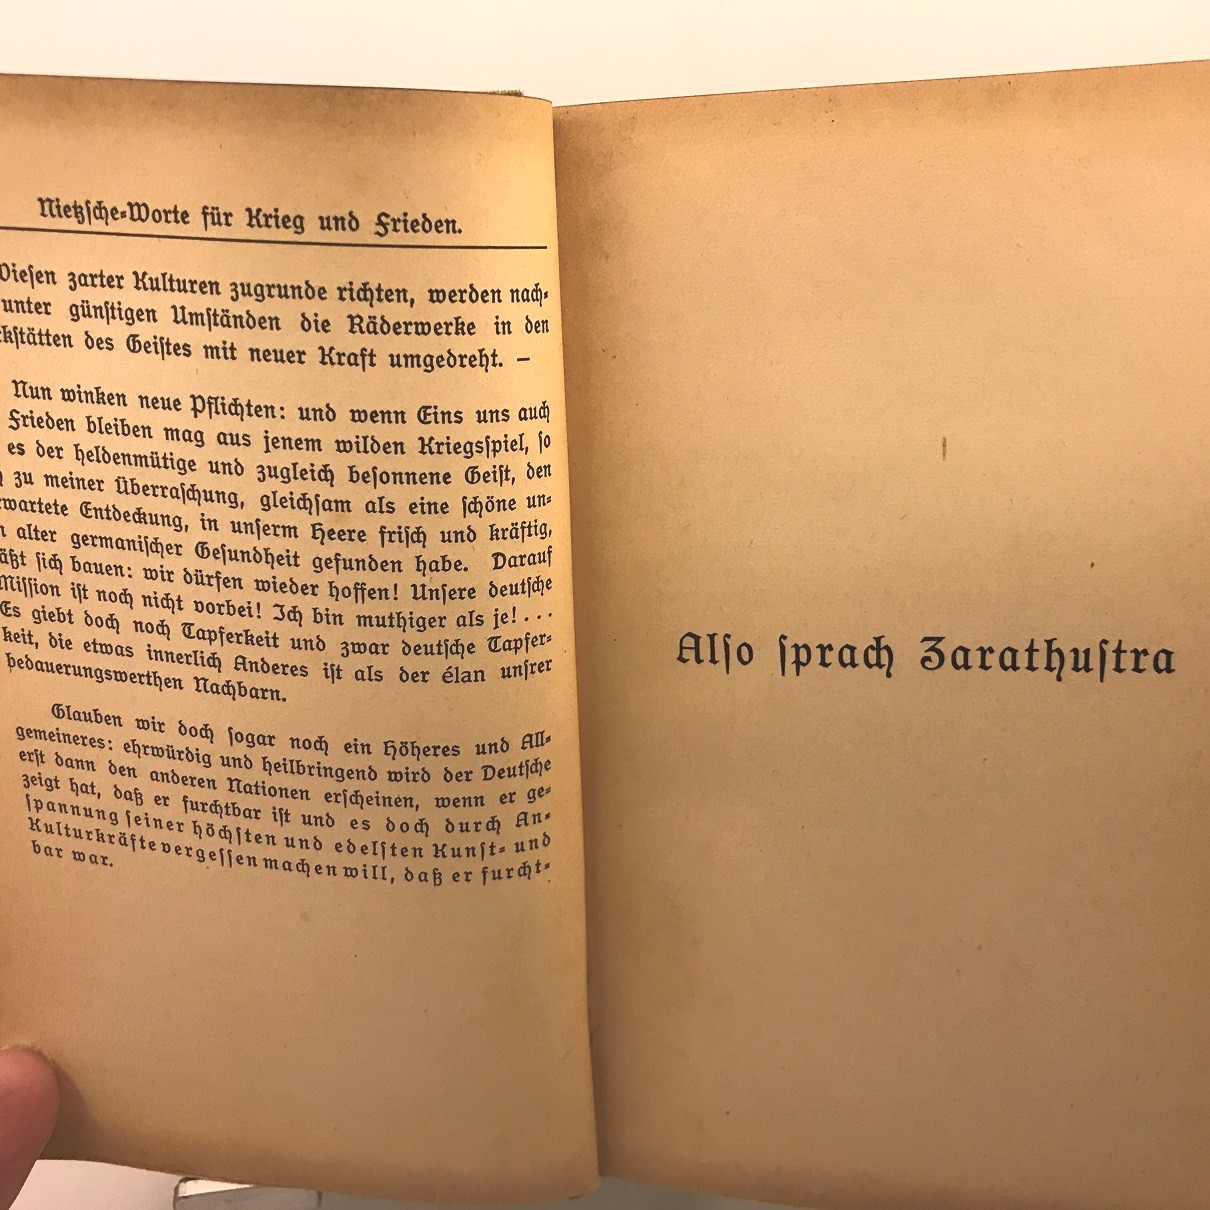 Nietzsche-Worte für Krieg und Frieden.
Wiesen zarter Kulturen zugrunde richten, werden nach-
unter günstigen Umständen die Räderwerke in den
kstätten des Geistes mit neuer Kraft umgedreht. —
Nun winken neue Pflichten: und wenn Eins uns auch
Frieden bleiben mag aus jenem wilden Kriegsspiel, so
es der heldenmütige und zugleich besonnene Geist, den
zu meiner Überraschung, gleichsam als eine schöne un-
wartete Entdeckung, in unserm Heere frisch und kräftig,
alter germanischer Gesundheit gefunden habe. Darauf
äßt sich bauen: wir dürfen wieder hoffen! Unsere deutsche
Mission ist noch nicht vorbei! Ich bin muthiger als je! . . .
Es giebt doch noch Tapferkeit und zwar deutsche Tapfer-
keit, die etwas innerlich Anderes ist als der élan unsrer
bedauerungswerthen Nachbarn.
Glauben wir doch sogar noch ein Höheres und All-
gemeineres: ehrwürdig und heilbringend wird der Deutsche
erst dann den anderen Nationen erscheinen, wenn er ge-
zeigt hat, daß er furchtbar ist und es doch durch An-
spannung seiner höchsten und edelsten Kunst- und
Kulturkräfte vergessen machen will, daß er furcht-
bar war.
Also sprach Zarathustra